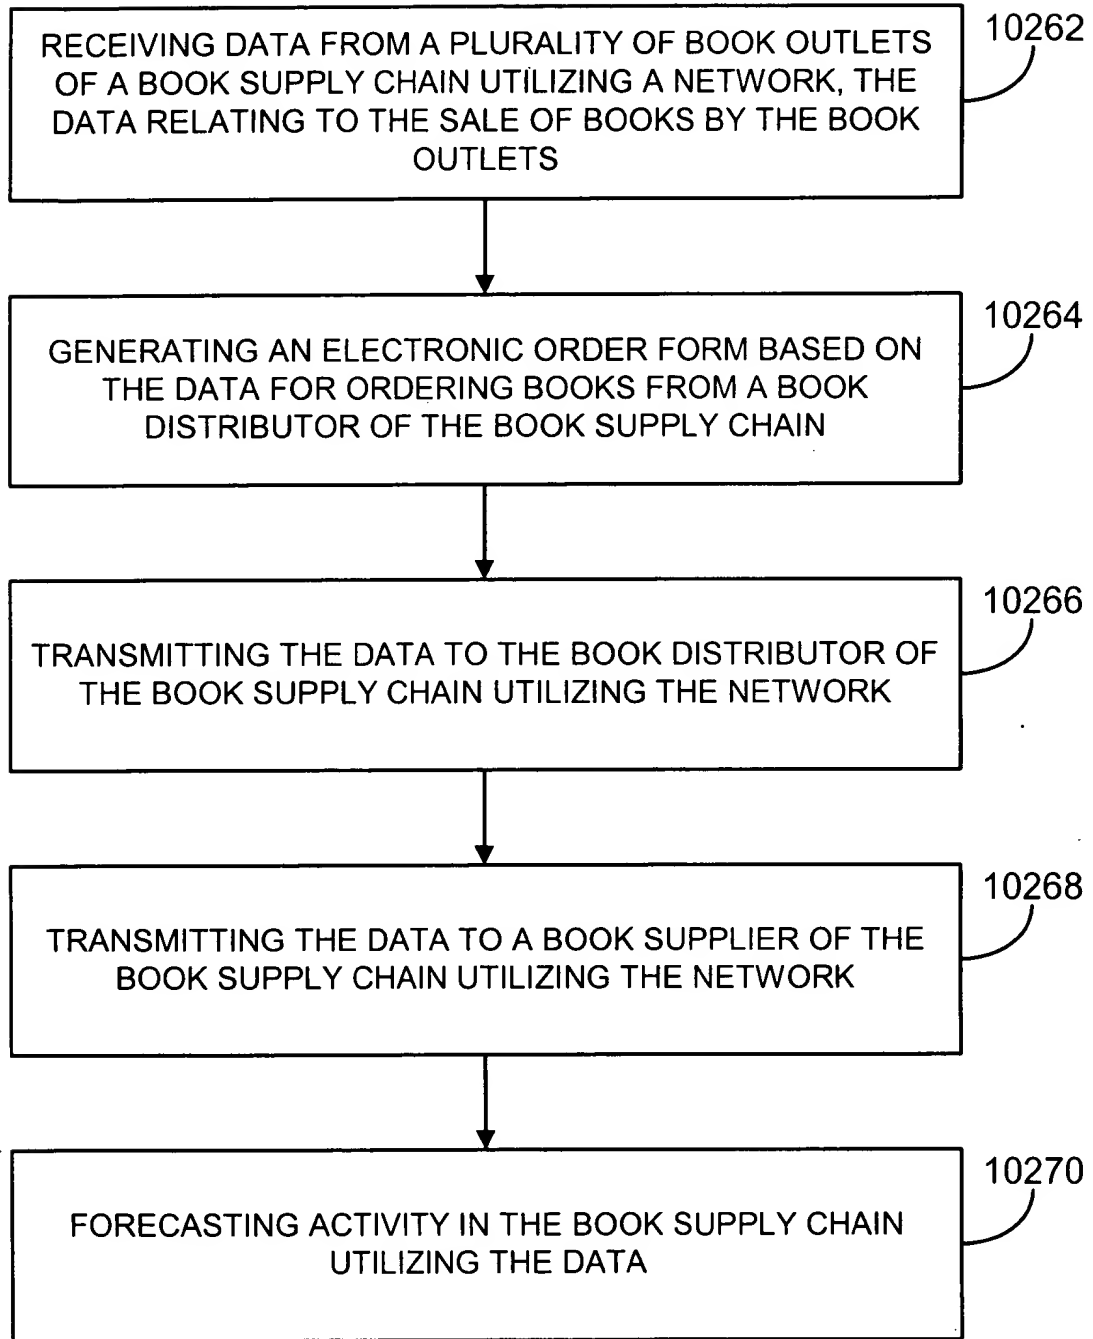 10262
RECEIVING DATA FROM A PLURALITY OF BOOK OUTLETS
OF A BOOK SUPPLY CHAIN UTILIZING A NETWORK, THE
DATA RELATING TO THE SALE OF BOOKS BY THE BOOK
OUTLETS
10264
GENERATING AN ELECTRONIC ORDER FORM BASED ON
THE DATA FOR ORDERING BOOKS FROM A BOOK
DISTRIBUTOR OF THE BOOK SUPPLY CHAIN
10266
TRANSMITTING THE DATA TO THE BOOK DISTRIBUTOR OF
THE BOOK SUPPLY CHAIN UTILIZING THE NETWORK
10268
TRANSMITTING THE DATA TO A BOOK SUPPLIER OF THE
BOOK SUPPLY CHAIN UTILIZING THE NETWORK
10270
FORECASTING ACTIVITY IN THE BOOK SUPPLY CHAIN
UTILIZING THE DATA